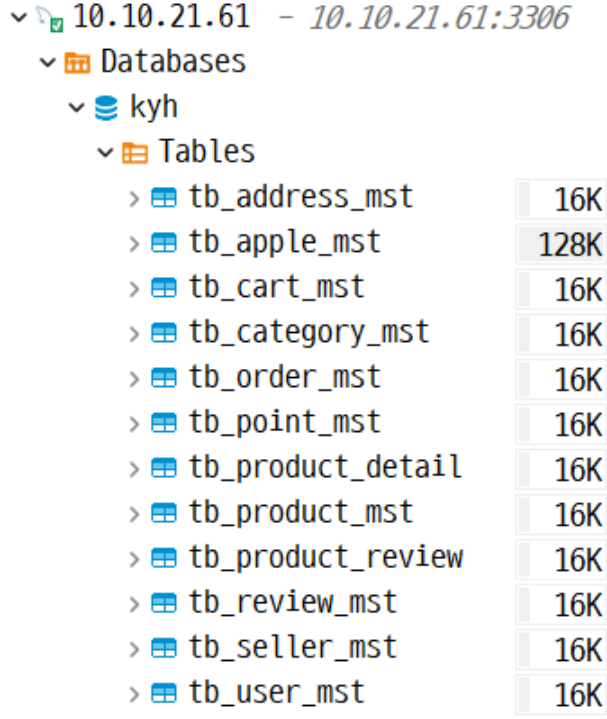 10.10.21.61 - 10.10.21.61:3306
Databases
kyh
Tables
tb_address_mst 16K
tb_apple_mst 128K
tb_cart_mst 16K
tb_category_mst 16K
tb_order_mst 16K
tb_point_mst 16K
tb_product_detail 16K
tb_product_mst 16K
tb_product_review 16K
tb_review_mst 16K
tb_seller_mst 16K
tb_user_mst 16K